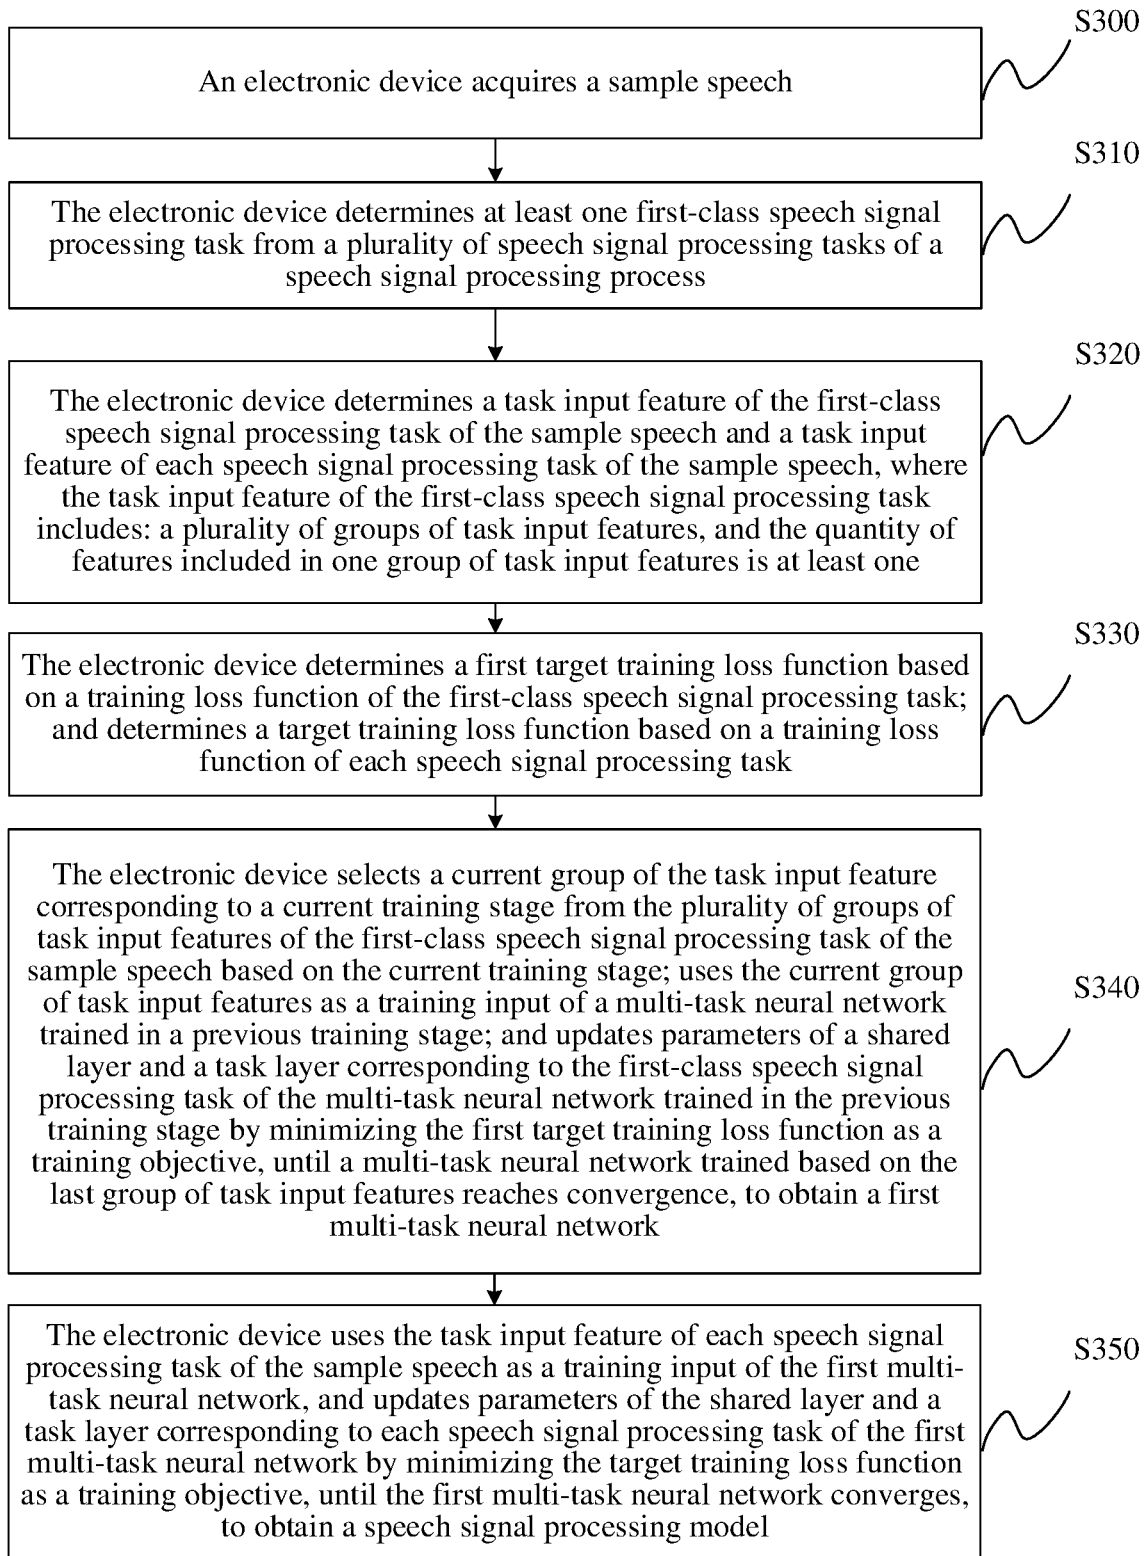 S300
An electronic device acquires a sample speech
S310
The electronic device determines at least one first-class speech signal
processing task from a plurality of speech signal processing tasks of a
speech signal processing process
S320
The electronic device determines a task input feature of the first-class
speech signal processing task of the sample speech and a task input
feature of each speech signal processing task of the sample speech, where
the task input feature of the first-class speech signal processing task
includes: a plurality of groups of task input features, and the quantity of
features included in one group of task input features is at least one
S330
The electronic device determines a first target training loss function based
on a training loss function of the first-class speech signal processing task;
and determines a target training loss function based on a training loss
function of each speech signal processing task
S340
The electronic device selects a current group of the task input feature
corresponding to a current training stage from the plurality of groups of
task input features of the first-class speech signal processing task of the
sample speech based on the current training stage; uses the current group
of task input features as a training input of a multi-task neural network
trained in a previous training stage; and updates parameters of a shared
layer and a task layer corresponding to the first-class speech signal
processing task of the multi-task neural network trained in the previous
training stage by minimizing the first target training loss function as a
training objective, until a multi-task neural network trained based on the
last group of task input features reaches convergence, to obtain a first
multi-task neural network
S350
The electronic device uses the task input feature of each speech signal
processing task of the sample speech as a training input of the first multi-
task neural network, and updates parameters of the shared layer and a
task layer corresponding to each speech signal processing task of the first
multi-task neural network by minimizing the target training loss function
as a training objective, until the first multi-task neural network converges,
to obtain a speech signal processing model